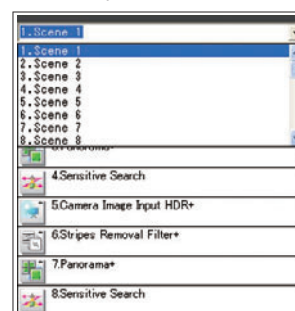 1.Scene 1
1.Scene 1
2.Scene 2
3.Scene 3
4.Scene 4
5.Scene 5
6.Scene 6
7.Scene 7
8.Scene 8
4.Sensitive Search
5.Camera Image Input HDR+
6.Stripes Removal Filter+
7.Panorama+
8.Sensitive Search